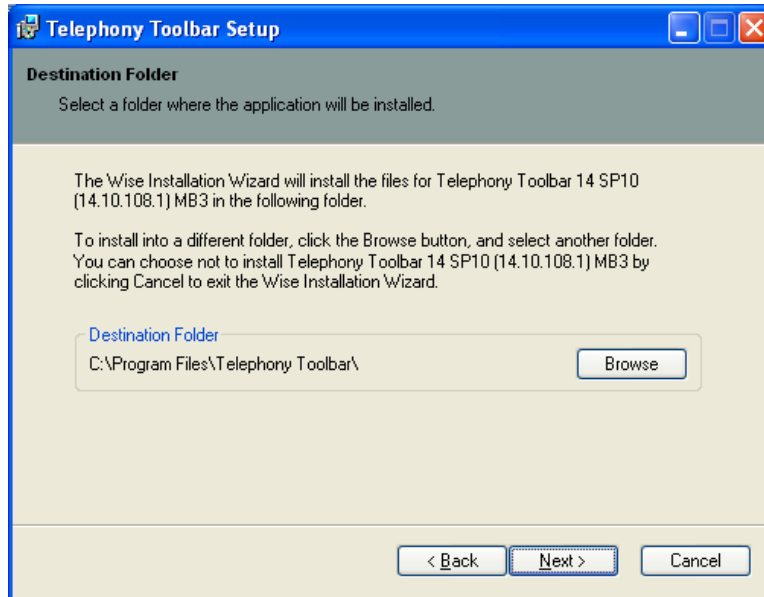 Telephony Toolbar Setup
Destination Folder
Select a folder where the application will be installed.
The Wise Installation Wizard will install the files for Telephony Toolbar 14 SP10
(14.10.108.1) MB3 in the following folder.
To install into a different folder, click the Browse button, and select another folder.
You can choose not to install Telephony Toolbar 14 SP10 (14.10.108.1) MB3 by
clicking Cancel to exit the Wise Installation Wizard.
Destination Folder
C:\Program Files\Telephony Toolbar\
Browse
< Back
Next >
Cancel